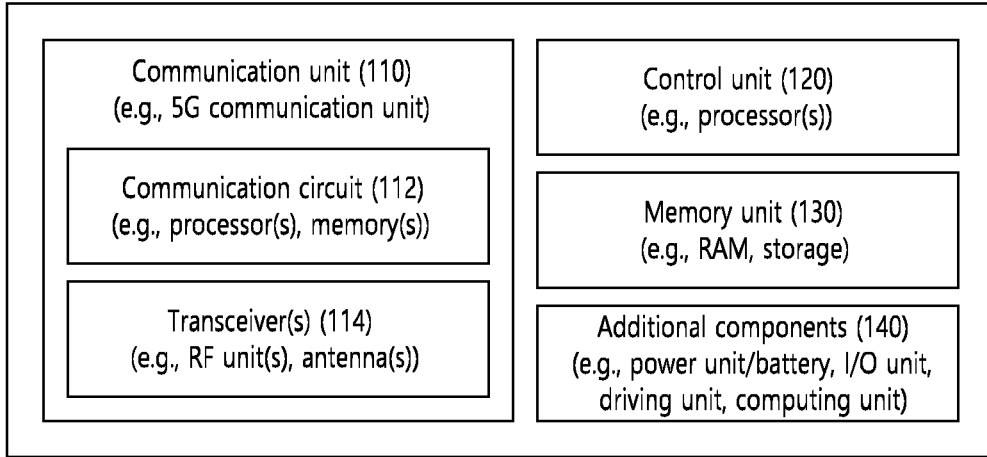 Communication unit (110)
(e.g., 5G communication unit)
Communication circuit (112)
(e.g., processor(s), memory(s))
Transceiver(s) (114)
(e.g., RF unit(s), antenna(s))
Control unit (120)
(e.g., processor(s))
Memory unit (130)
(e.g., RAM, storage)
Additional components (140)
(e.g., power unit/battery, I/O unit,
driving unit, computing unit)